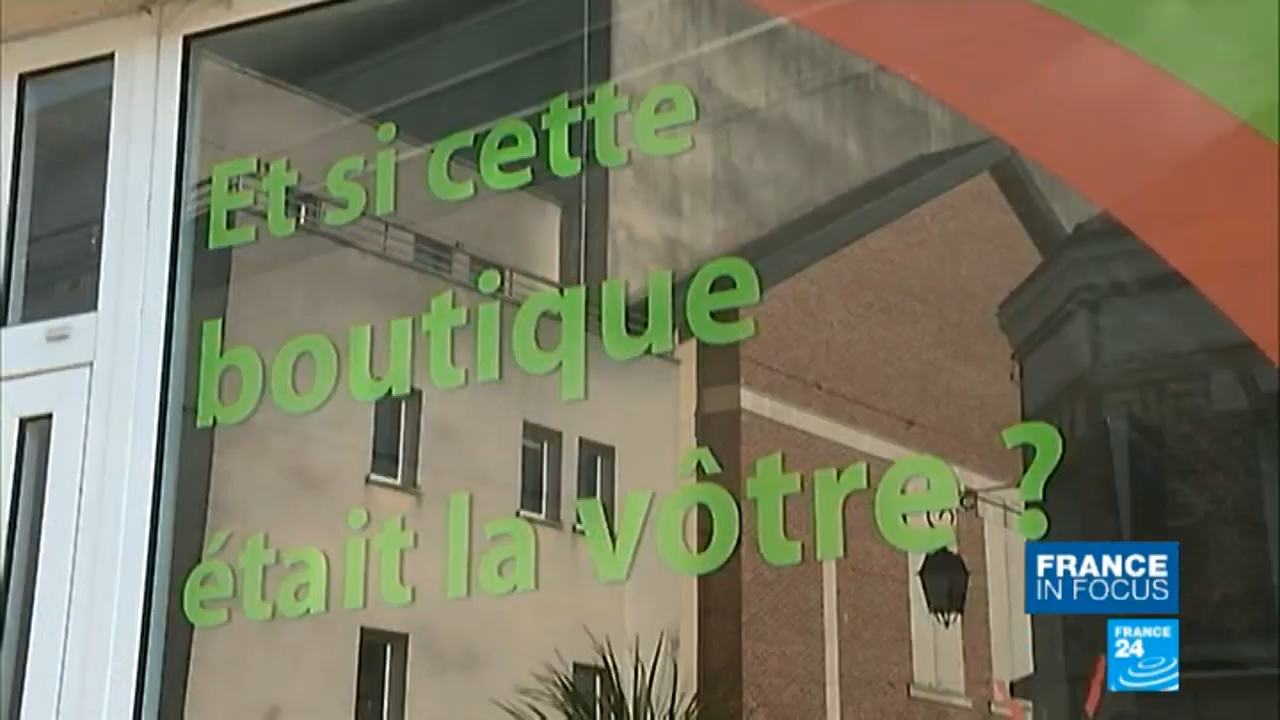 Et si cette
boutique
était la vôtre ?
FRANCE
IN FOCUS
FRANCE
24